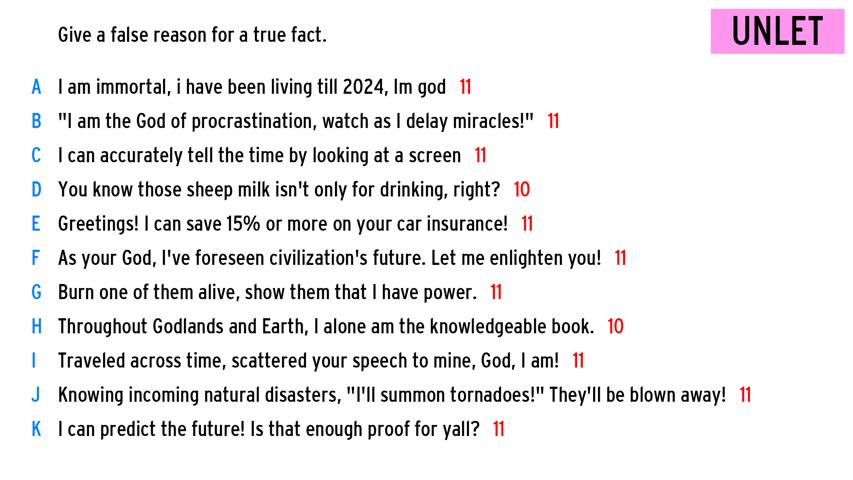 Give a false reason for a true fact.
UNLET
A I am immortal, i have been living till 2024, Im god 11
B "I am the God of procrastination, watch as I delay miracles!" 11
C I can accurately tell the time by looking at a screen 11
D You know those sheep milk isn't only for drinking, right? 10
E Greetings! I can save 15% or more on your car insurance! 11
F As your God, I've foreseen civilization's future. Let me enlighten you! 11
G Burn one of them alive, show them that I have power. 11
H Throughout Godlands and Earth, I alone am the knowledgeable book. 10
I Traveled across time, scattered your speech to mine, God, I am! 11
J Knowing incoming natural disasters, "I'll summon tornadoes!" They'll be blown away! 11
K I can predict the future! Is that enough proof for yall? 11